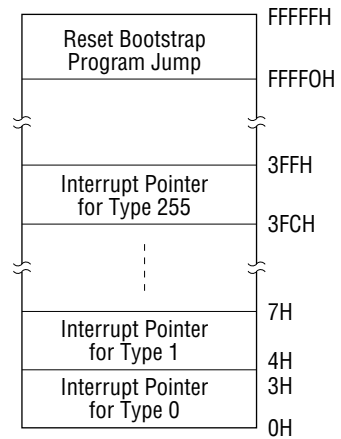 FFFFFH
Reset Bootstrap
Program Jump
FFFFOH
3FFH
Interrupt Pointer
for Type 255
3FCH
7H
Interrupt Pointer
for Type 1
4H
3H
Interrupt Pointer
for Type 0
0H